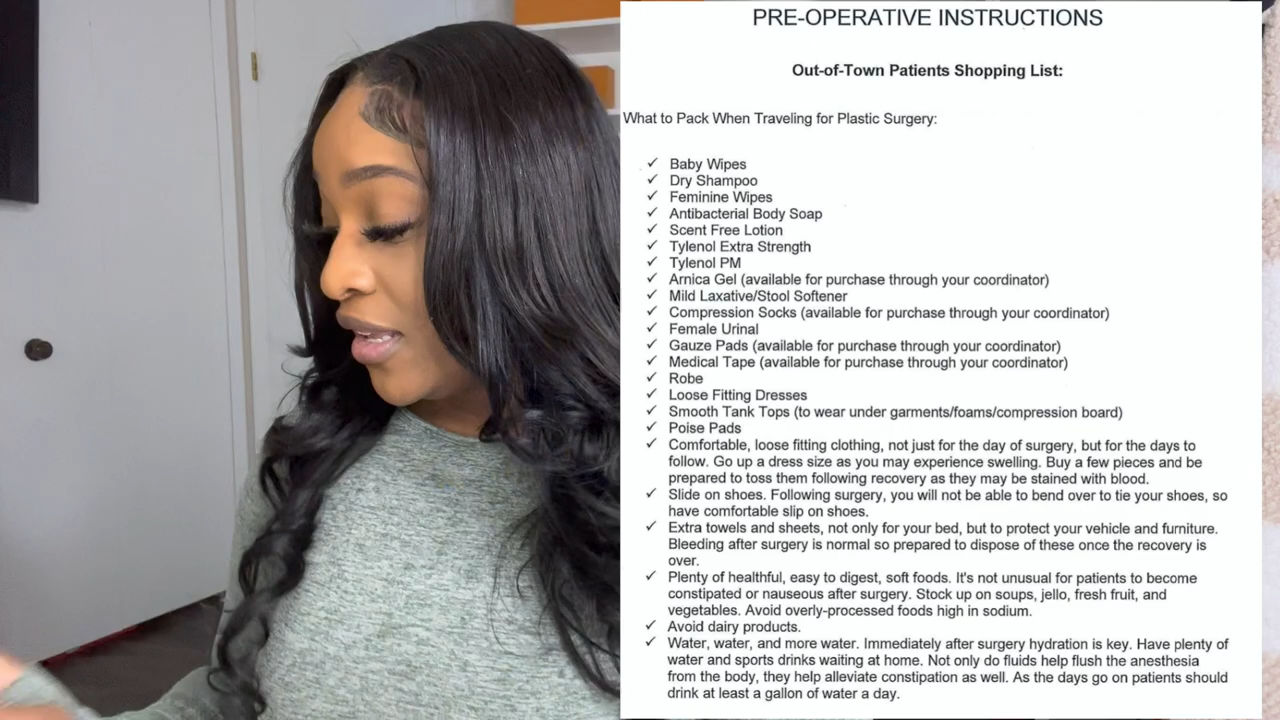 PRE-OPERATIVE INSTRUCTIONS
Out-of-Town Patients Shopping List:
What to Pack When Traveling for Plastic Surgery:
✓ Baby Wipes
✓ Dry Shampoo
✓ Feminine Wipes
✓ Antibacterial Body Soap
✓ Scent Free Lotion
✓ Tylenol Extra Strength
✓ Tylenol PM
✓ Arnica Gel (available for purchase through your coordinator)
✓ Mild Laxative/Stool Softener
✓ Compression Socks (available for purchase through your coordinator)
✓ Female Urinal
✓ Gauze Pads (available for purchase through your coordinator)
✓ Medical Tape (available for purchase through your coordinator)
✓ Robe
✓ Loose Fitting Dresses
✓ Smooth Tank Tops (to wear under garments/foams/compression board)
✓ Poise Pads
✓ Comfortable, loose fitting clothing, not just for the day of surgery, but for the days to
follow. Go up a dress size as you may experience swelling. Buy a few pieces and be
prepared to toss them following recovery as they may be stained with blood.
✓ Slide on shoes. Following surgery, you will not be able to bend over to tie your shoes, so
have comfortable slip on shoes.
✓ Extra towels and sheets, not only for your bed, but to protect your vehicle and furniture.
Bleeding after surgery is normal so prepared to dispose of these once the recovery is
over.
✓ Plenty of healthful, easy to digest, soft foods. It's not unusual for patients to become
constipated or nauseous after surgery. Stock up on soups, jello, fresh fruit, and
vegetables. Avoid overly-processed foods high in sodium.
✓ Avoid dairy products.
✓ Water, water, and more water. Immediately after surgery hydration is key. Have plenty of
water and sports drinks waiting at home. Not only do fluids help flush the anesthesia
from the body, they help alleviate constipation as well. As the days go on patients should
drink at least a gallon of water a day.